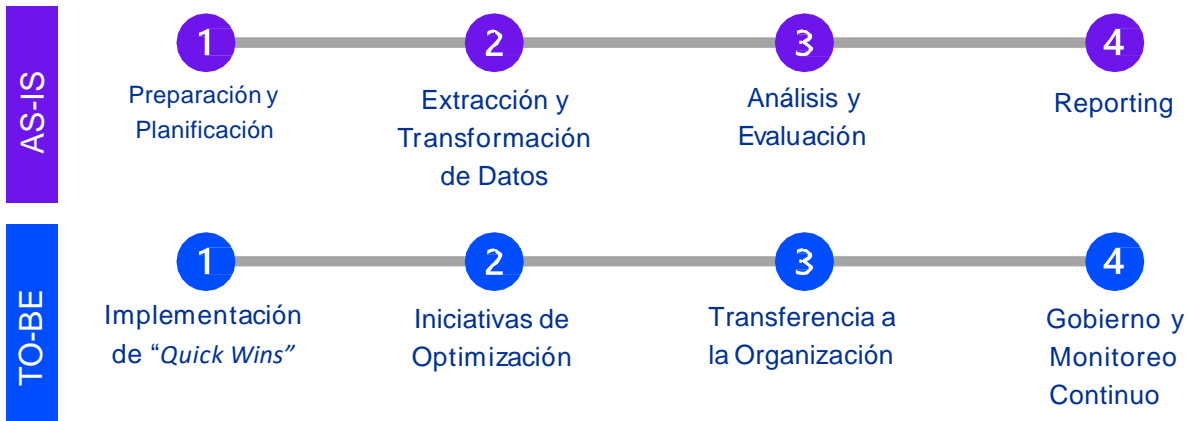 AS-IS
1
Preparación y
Planificación
2
Extracción y
Transformación
de Datos
3
Análisis y
Evaluación
4
Reporting
TO-BE
1
Implementación
de “Quick Wins”
2
Iniciativas de
Optimización
3
Transferencia a
la Organización
4
Gobierno y
Monitoreo
Continuo